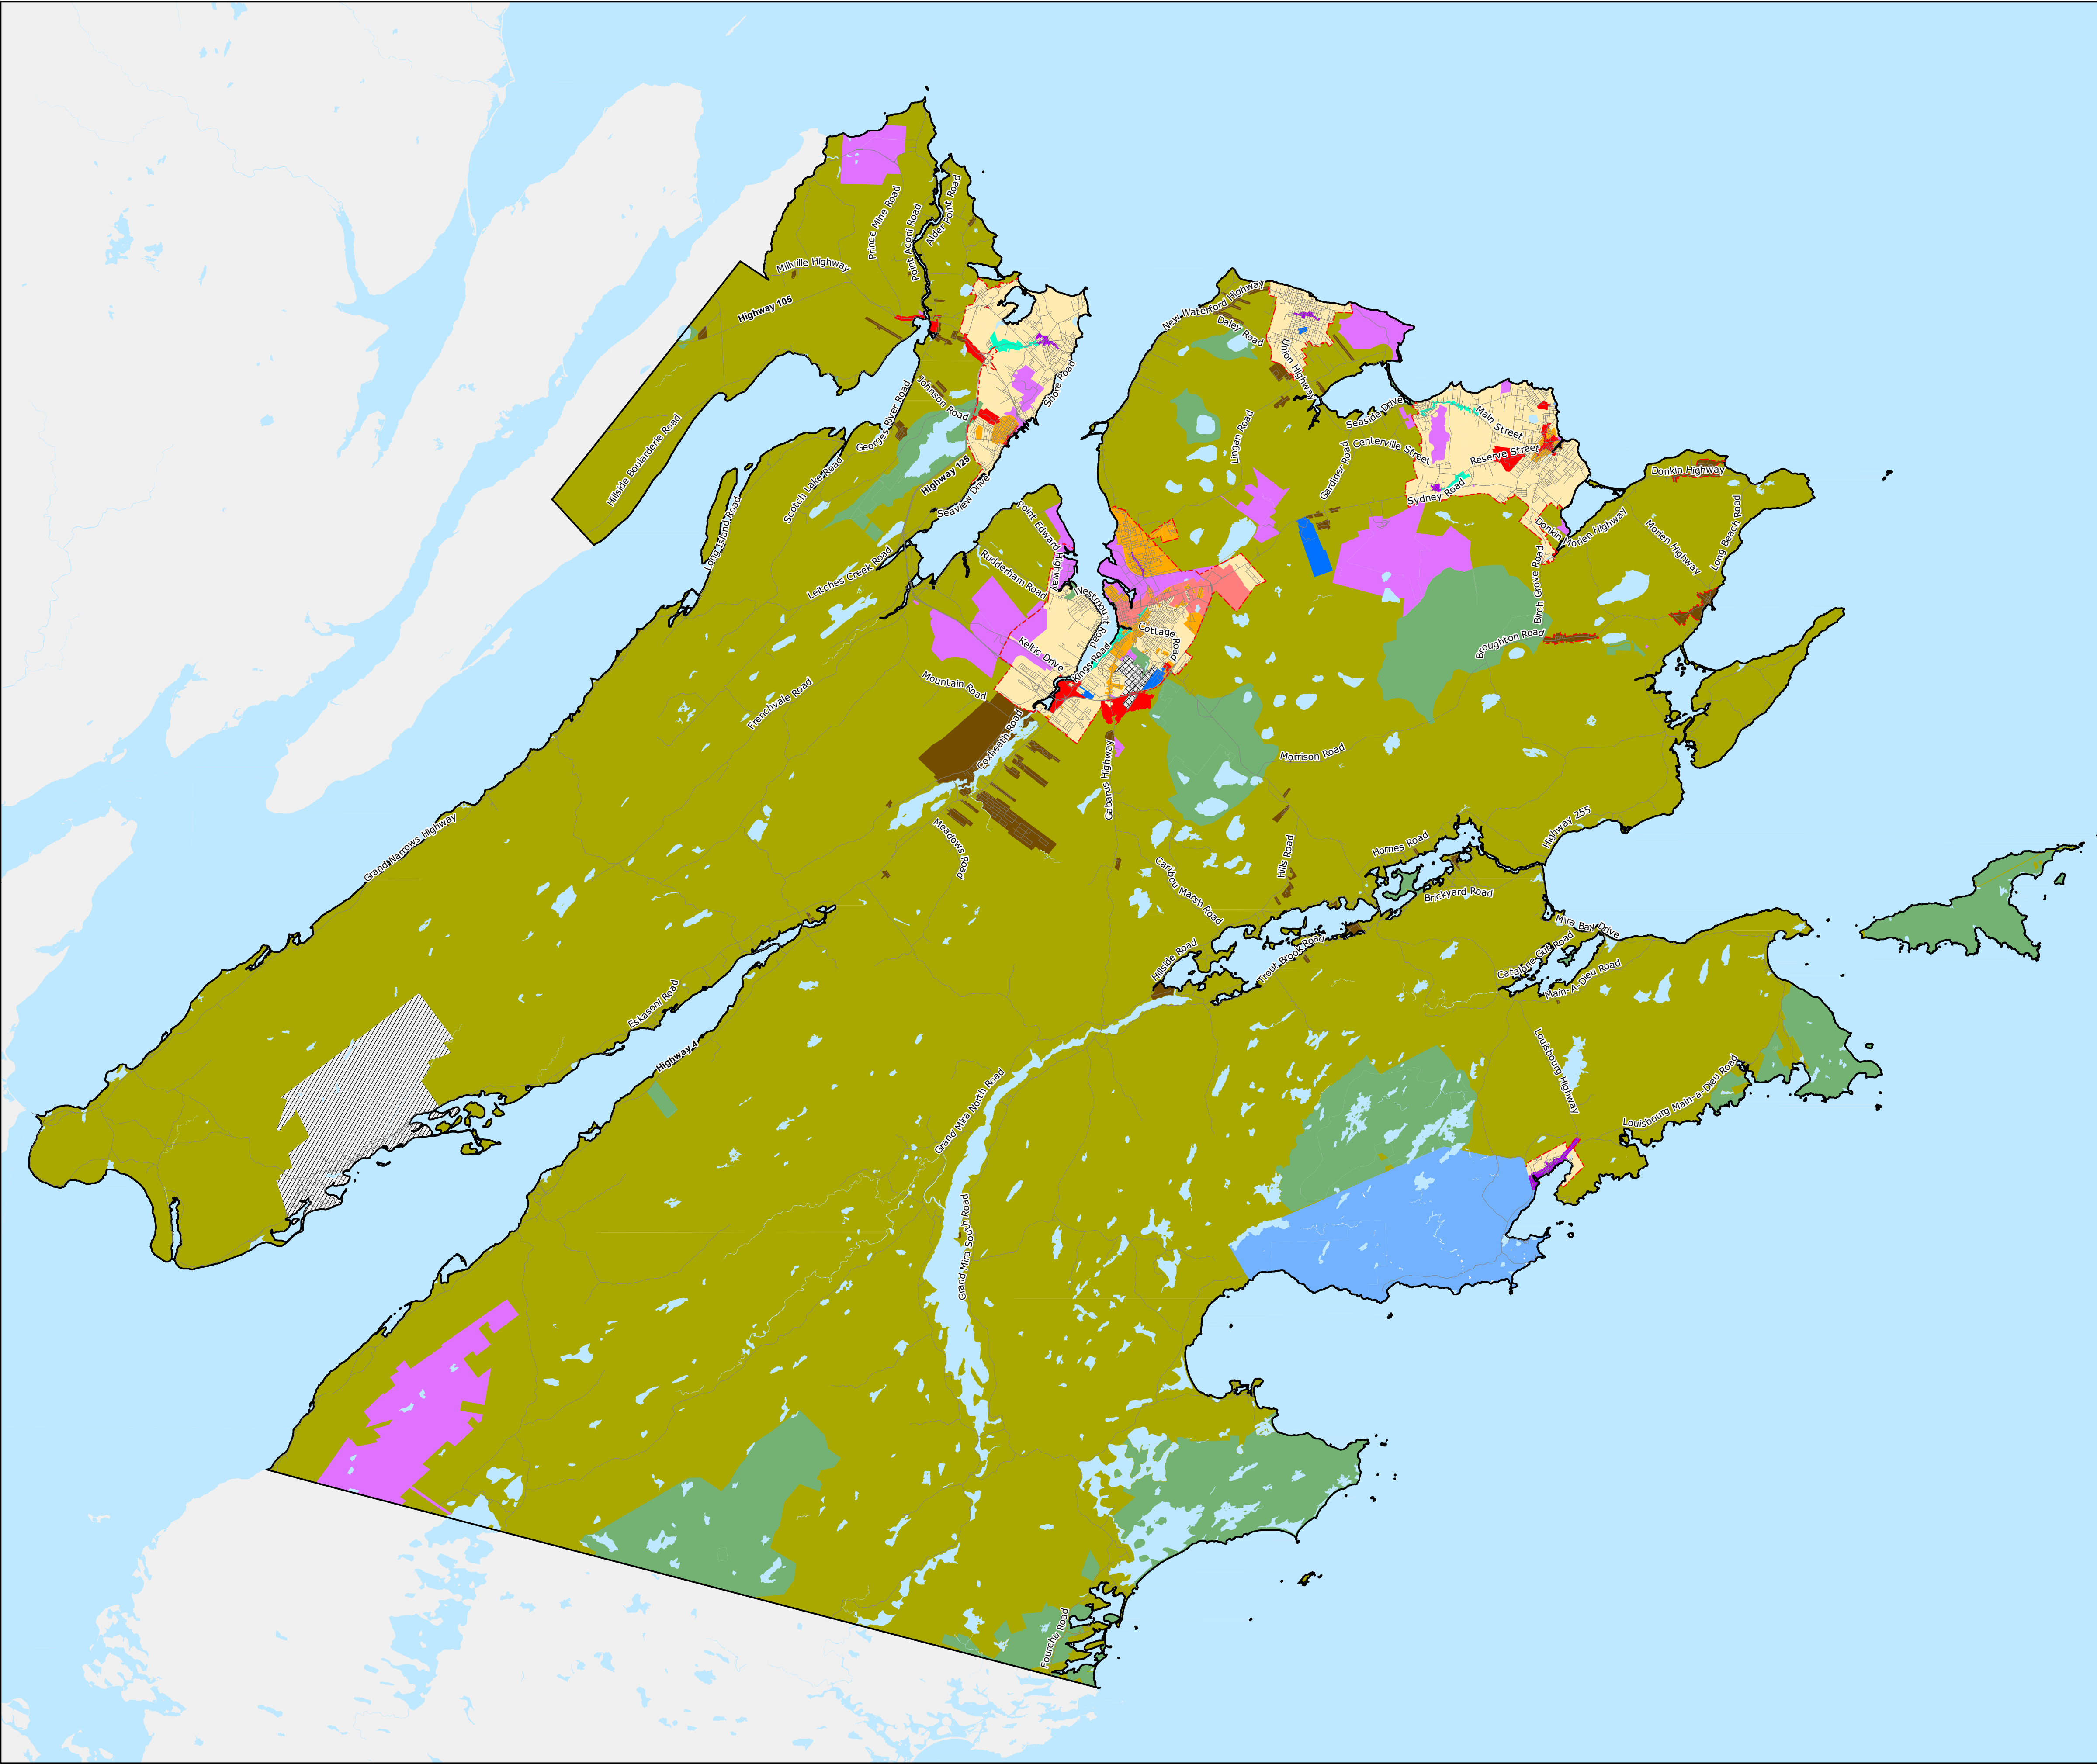 Prince Mine Road
Point Aconi Road
Alder Point Road
Millville Highway
Highway 105
New Waterford Highway
Daley Road
Union Highway
Hillside Boularderie Road
Johnson Road
Georges River Road
Shore Road
Scotch Lake Road
Highway 125
Seaview Drive
Long Island Road
Leitches Creek Road
Lingan Road
Gardiner Road
Seaside Drive
Centerville Street
Main Street
Reserve Street
Sydney Road
Donkin Highway
Donkin Morien Highway
Morien Highway
Long Beach Road
Birch Grove Road
Broughton Road
Point Edward Highway
Rudderham Road
Westmount Road
Keltic Drive
Kings Road
Cottage Road
Mountain Road
Frenchvale Road
Coxheath Road
Gabarus Highway
Morrison Road
Meadows Road
Grand Narrows Highway
Caribou Marsh Road
Hills Road
Hornes Road
Highway 255
Brickyard Road
Mira Bay Drive
Catalone Gut Road
Main-A-Dieu Road
Hillside Road
Trout Brook Road
Eskasoni Road
Highway 4
Louisbourg Highway
Louisbourg Main-a-Dieu Road
Grand Mira North Road
Grand Mira South Road
Fourchu Road